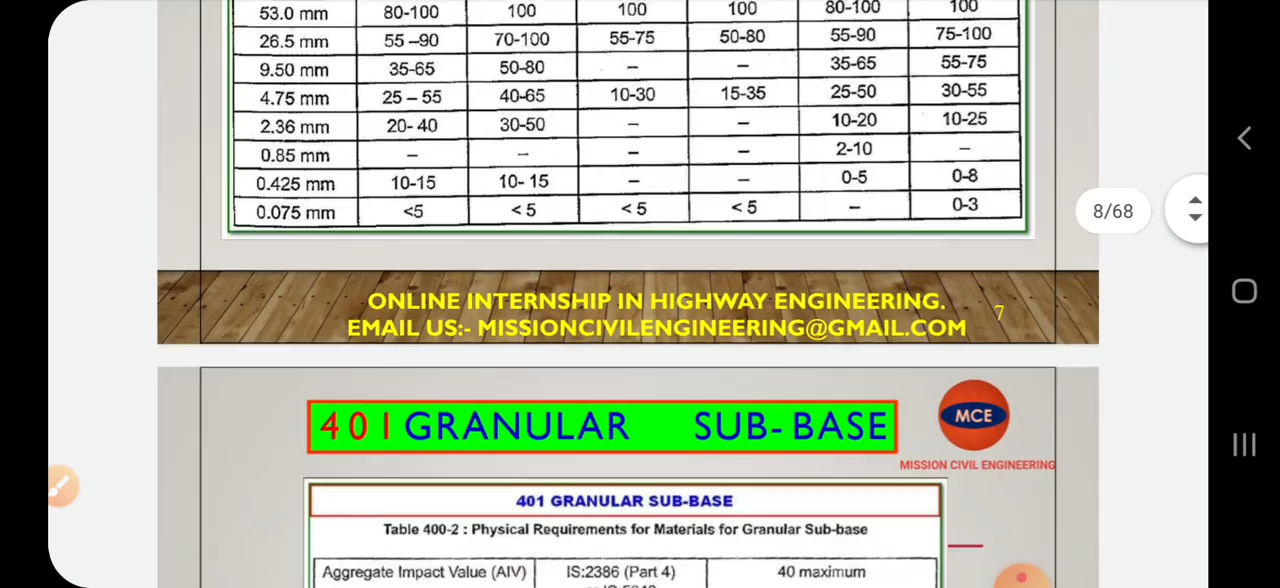 53.0 mm 80-100 100 100 100 80-100 100
26.5 mm 55 –90 70-100 55-75 50-80 55-90 75-100
9.50 mm 35-65 50-80 – – 35-65 55-75
4.75 mm 25 – 55 40-65 10-30 15-35 25-50 30-55
2.36 mm 20- 40 30-50 – – 10-20 10-25
0.85 mm – – – – 2-10 –
0.425 mm 10-15 10- 15 – – 0-5 0-8
0.075 mm <5 < 5 < 5 < 5 – 0-3
8/68
ONLINE INTERNSHIP IN HIGHWAY ENGINEERING.
EMAIL US:- MISSIONCIVILENGINEERING@GMAIL.COM
7
401 GRANULAR SUB- BASE
MCE
MISSION CIVIL ENGINEERING
401 GRANULAR SUB-BASE
Table 400-2 : Physical Requirements for Materials for Granular Sub-base
Aggregate Impact Value (AIV) IS:2386 (Part 4) 40 maximum